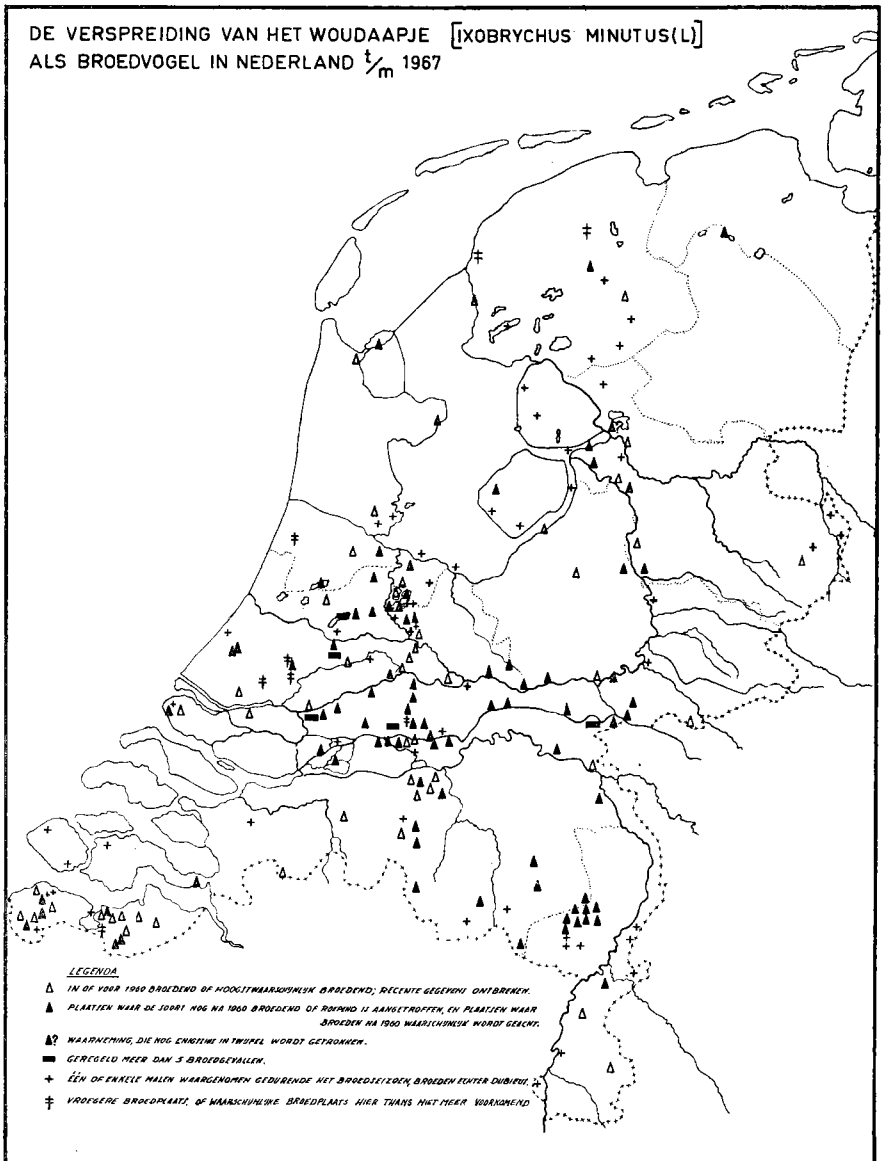 DE VERSPREIDING VAN HET WOUDAAPJE [IXOBRYCHUS MINUTUS(L)]
ALS BROEDVOGEL IN NEDERLAND t/m 1967
LEGENDA
IN OF VOOR 1960 BROEDEND OF HOOGSTWAARSCHIJNLIJK BROEDEND; RECENTE GEGEVENS ONTBREKEN.
PLAATSEN WAAR DE SOORT NOG NA 1960 BROEDEND OF ROEPEND IS AANGETROFFEN, EN PLAATSEN WAAR
BROEDEN NA 1960 WAARSCHIJNLIJK WORDT GEACHT.
? WAARNEMING, DIE NOG ENIGSZINS IN TWIJFEL WORDT GETROKKEN.
GEREGELD MEER DAN 5 BROEDGEVALLEN.
ÉÉN OF ENKELE MALEN WAARGENOMEN GEDURENDE HET BROEDSEIZOEN, BROEDEN ECHTER DUBIEUS.
VROEGERE BROEDPLAATS, OF WAARSCHIJNLIJKE BROEDPLAATS HIER THANS NIET MEER VOORKOMEND